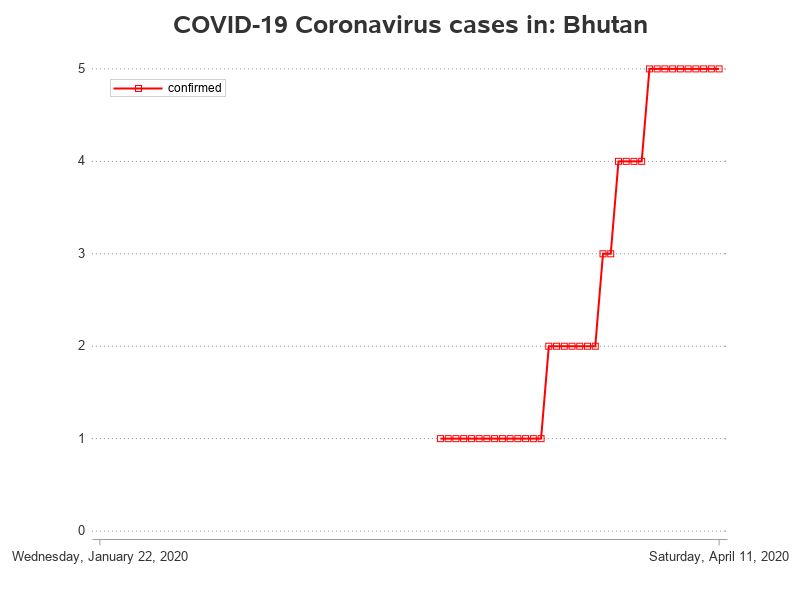 COVID-19 Coronavirus cases in: Bhutan
5
confirmed
4
3
2
1
0
Wednesday, January 22, 2020
Saturday, April 11, 2020